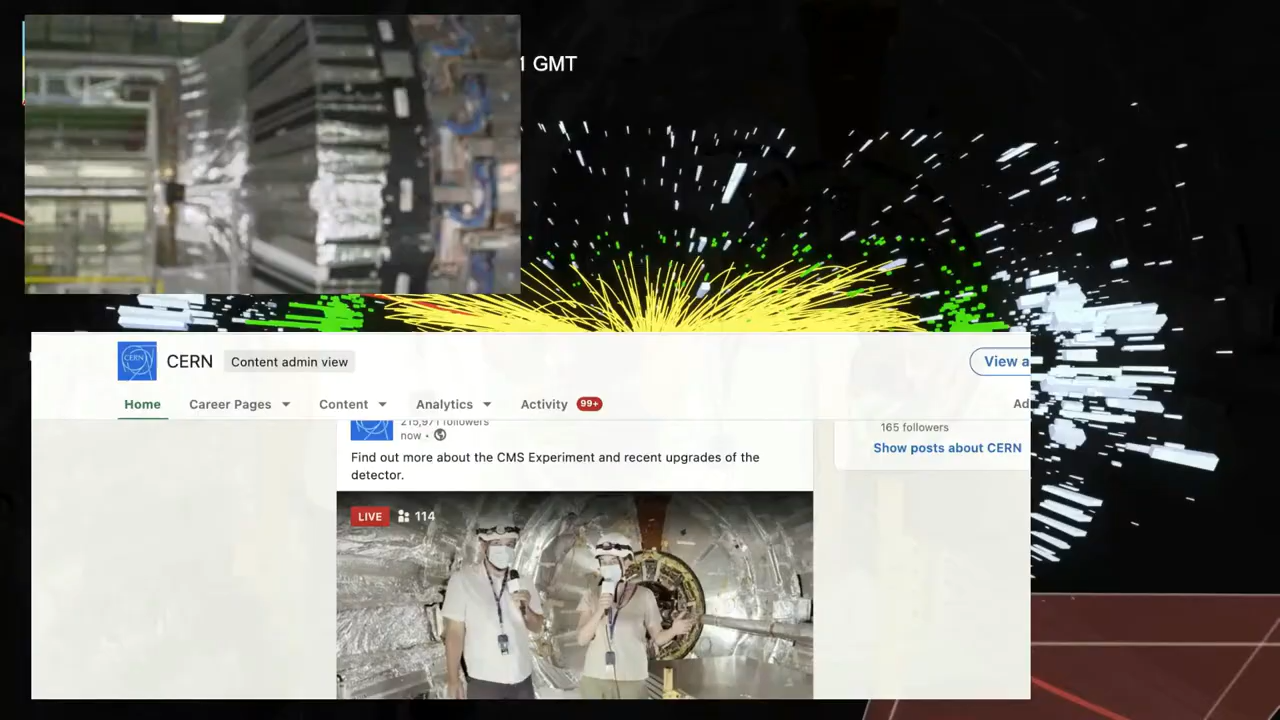 1 GMT
CERN
CERN Content admin view
View a
Home Career Pages Content Analytics Activity 99+
Ad
215,971 followers
now •
165 followers
Show posts about CERN
Find out more about the CMS Experiment and recent upgrades of the
detector.
LIVE 114